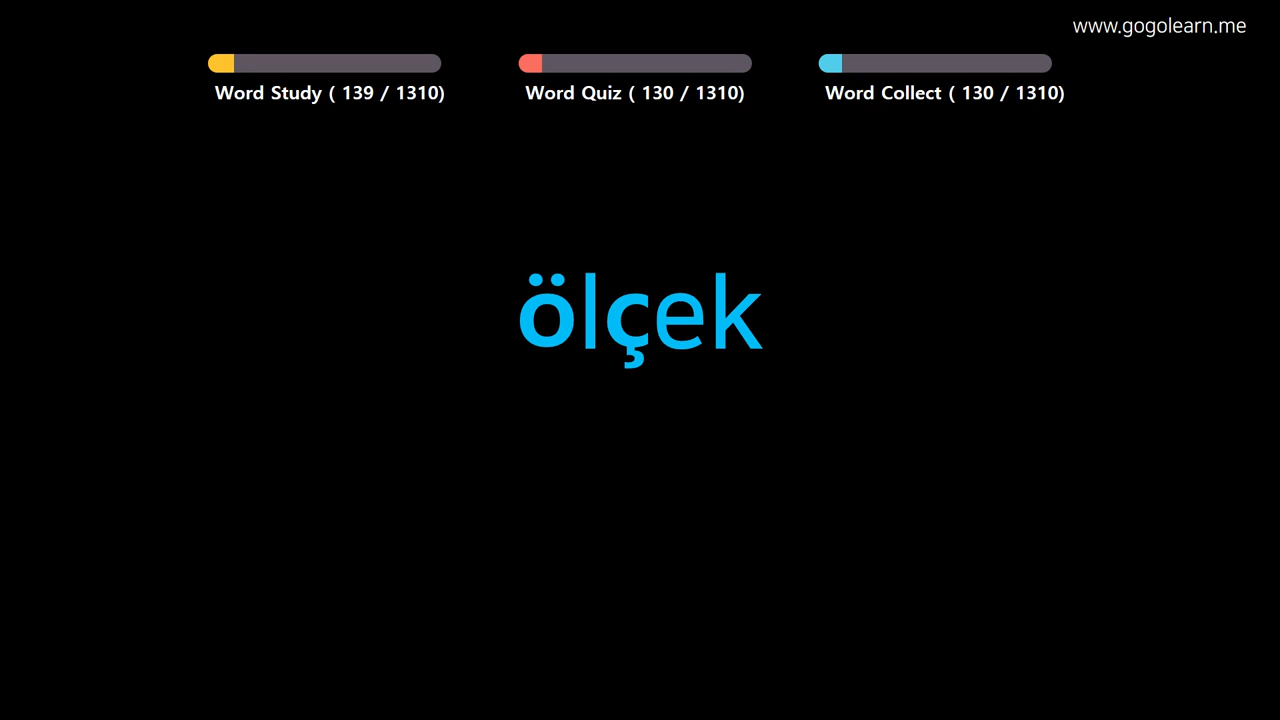 www.gogolearn.me
Word Study ( 139 / 1310)
Word Quiz ( 130 / 1310)
Word Collect ( 130 / 1310)
ölçek